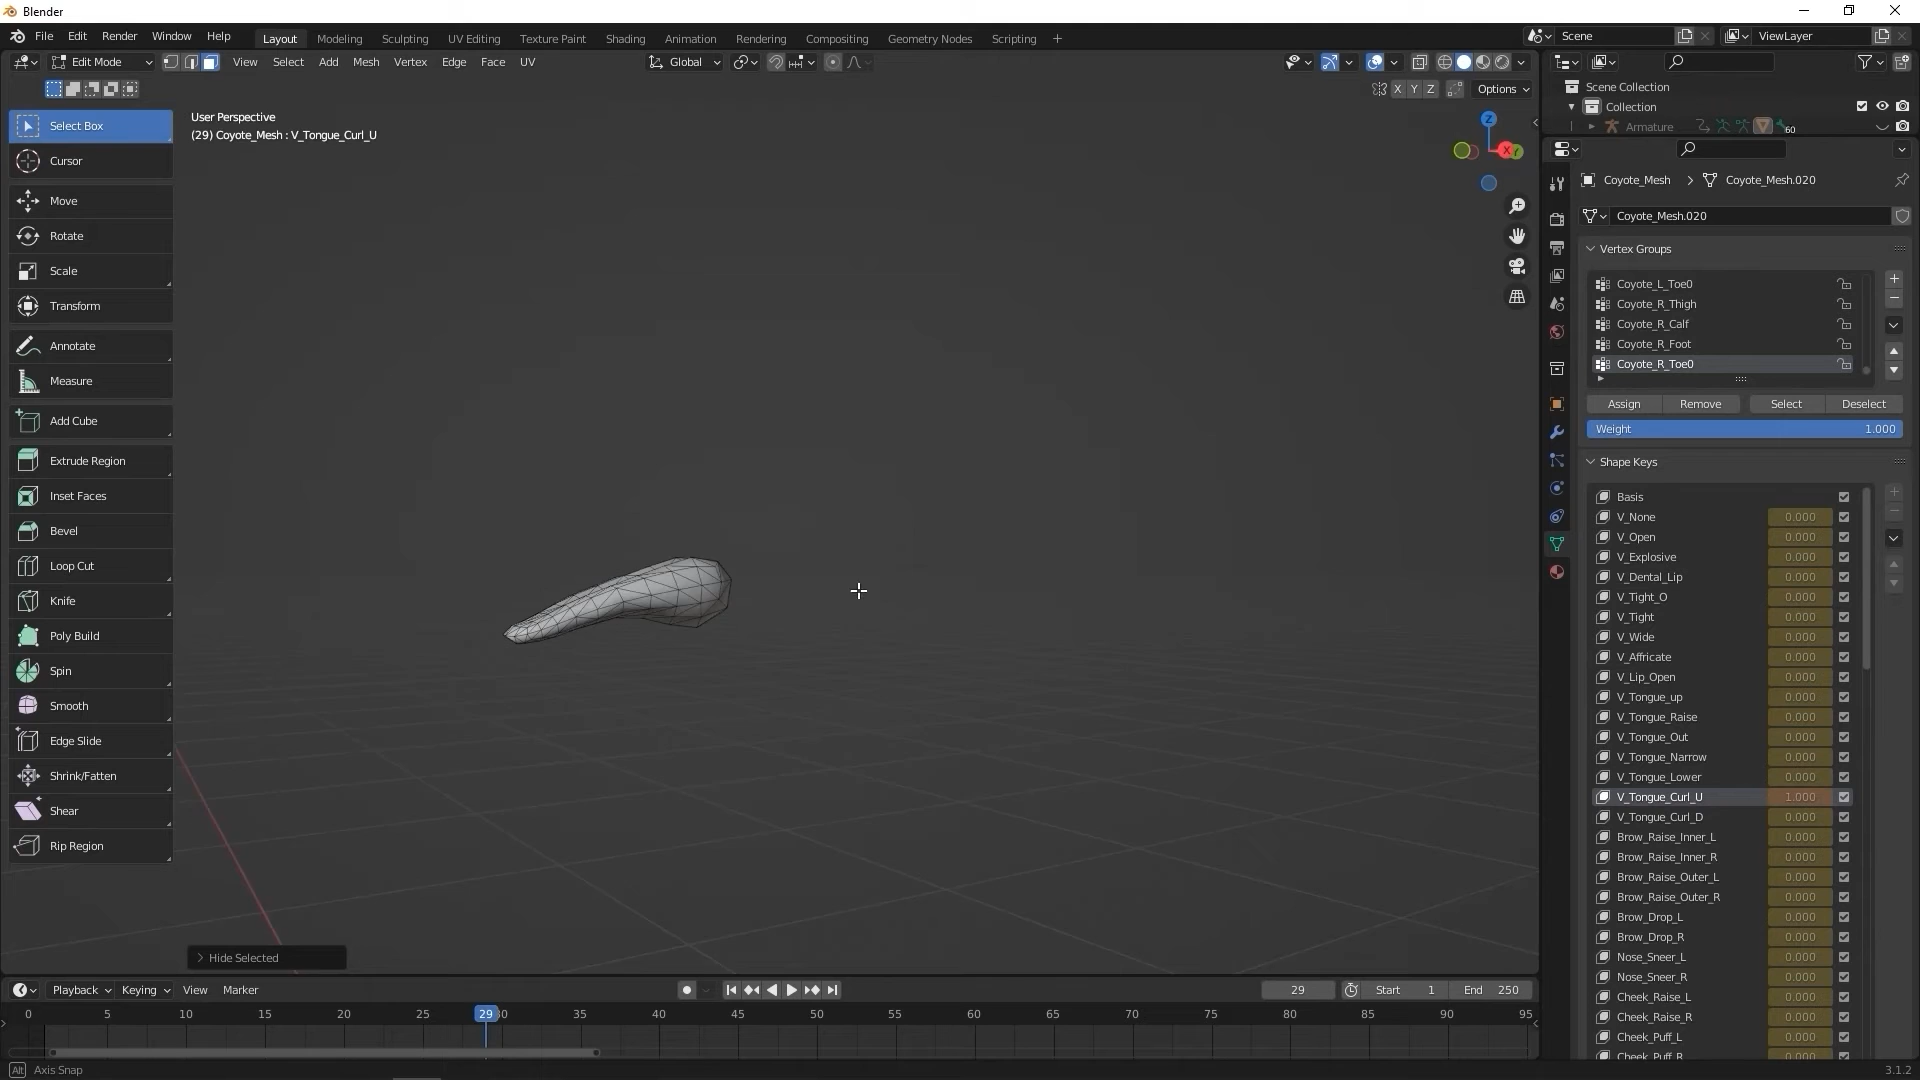 Blender
File Edit Render Window Help
Layout Modeling Sculpting UV Editing Texture Paint Shading Animation Rendering Compositing Geometry Nodes Scripting +
Scene
ViewLayer
Edit Mode
View Select Add Mesh Vertex Edge Face UV
Global
X Y Z
Options
User Perspective
(29) Coyote_Mesh : V_Tongue_Curl_U
Select Box
Cursor
Move
Rotate
Scale
Transform
Annotate
Measure
Add Cube
Extrude Region
Inset Faces
Bevel
Loop Cut
Knife
Poly Build
Spin
Smooth
Edge Slide
Shrink/Fatten
Shear
Rip Region
Z
X
Y
Hide Selected
Scene Collection
Collection
Armature
60
Coyote_Mesh > Coyote_Mesh.020
Coyote_Mesh.020
Vertex Groups
Coyote_L_Toe0
Coyote_R_Thigh
Coyote_R_Calf
Coyote_R_Foot
Coyote_R_Toe0
Assign Remove Select Deselect
Weight 1.000
Shape Keys
Basis
V_None 0.000
V_Open 0.000
V_Explosive 0.000
V_Dental_Lip 0.000
V_Tight_O 0.000
V_Tight 0.000
V_Wide 0.000
V_Affricate 0.000
V_Lip_Open 0.000
V_Tongue_up 0.000
V_Tongue_Raise 0.000
V_Tongue_Out 0.000
V_Tongue_Narrow 0.000
V_Tongue_Lower 0.000
V_Tongue_Curl_U 1.000
V_Tongue_Curl_D 0.000
Brow_Raise_Inner_L 0.000
Brow_Raise_Inner_R 0.000
Brow_Raise_Outer_L 0.000
Brow_Raise_Outer_R 0.000
Brow_Drop_L 0.000
Brow_Drop_R 0.000
Nose_Sneer_L 0.000
Nose_Sneer_R 0.000
Cheek_Raise_L 0.000
Cheek_Raise_R 0.000
Cheek_Puff_L 0.000
Cheek_Puff_R 0.000
Playback Keying View Marker
29
Start 1
End 250
0 5 10 15 20 25 29 30 35 40 45 50 55 60 65 70 75 80 85 90 95
Alt Axis Snap
3.1.2